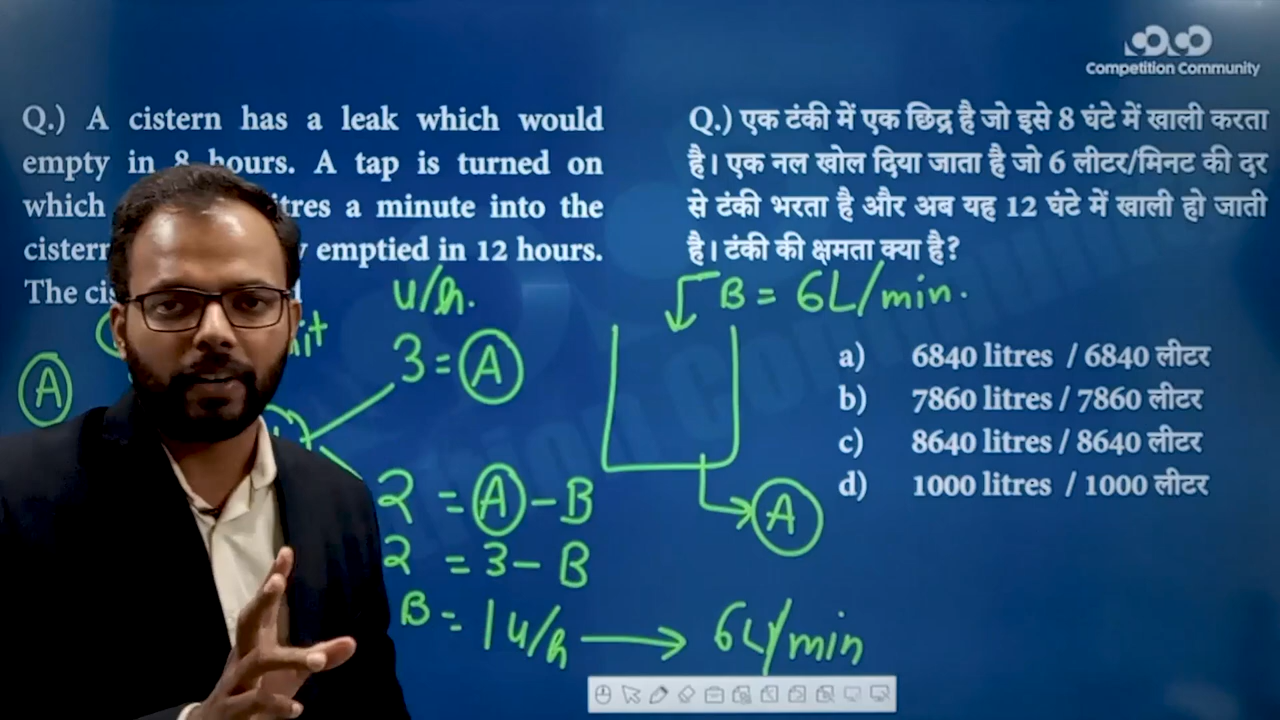 Competition Community
Q.) A cistern has a leak which would
empty in 8 hours. A tap is turned on
which litres a minute into the
cistern emptied in 12 hours.
The
Q.) एक टंकी में एक छिद्र है जो इसे 8 घंटे में खाली करता
है। एक नल खोल दिया जाता है जो 6 लीटर/मिनट की दर
से टंकी भरता है और अब यह 12 घंटे में खाली हो जाती
है। टंकी की क्षमता क्या है?
a) 6840 litres / 6840 लीटर
b) 7860 litres / 7860 लीटर
c) 8640 litres / 8640 लीटर
d) 1000 litres / 1000 लीटर
A
u/h.
3 = A
2 = A - B
2 = 3 - B
B = 1u/h → 6L/min
B = 6L/min.
A